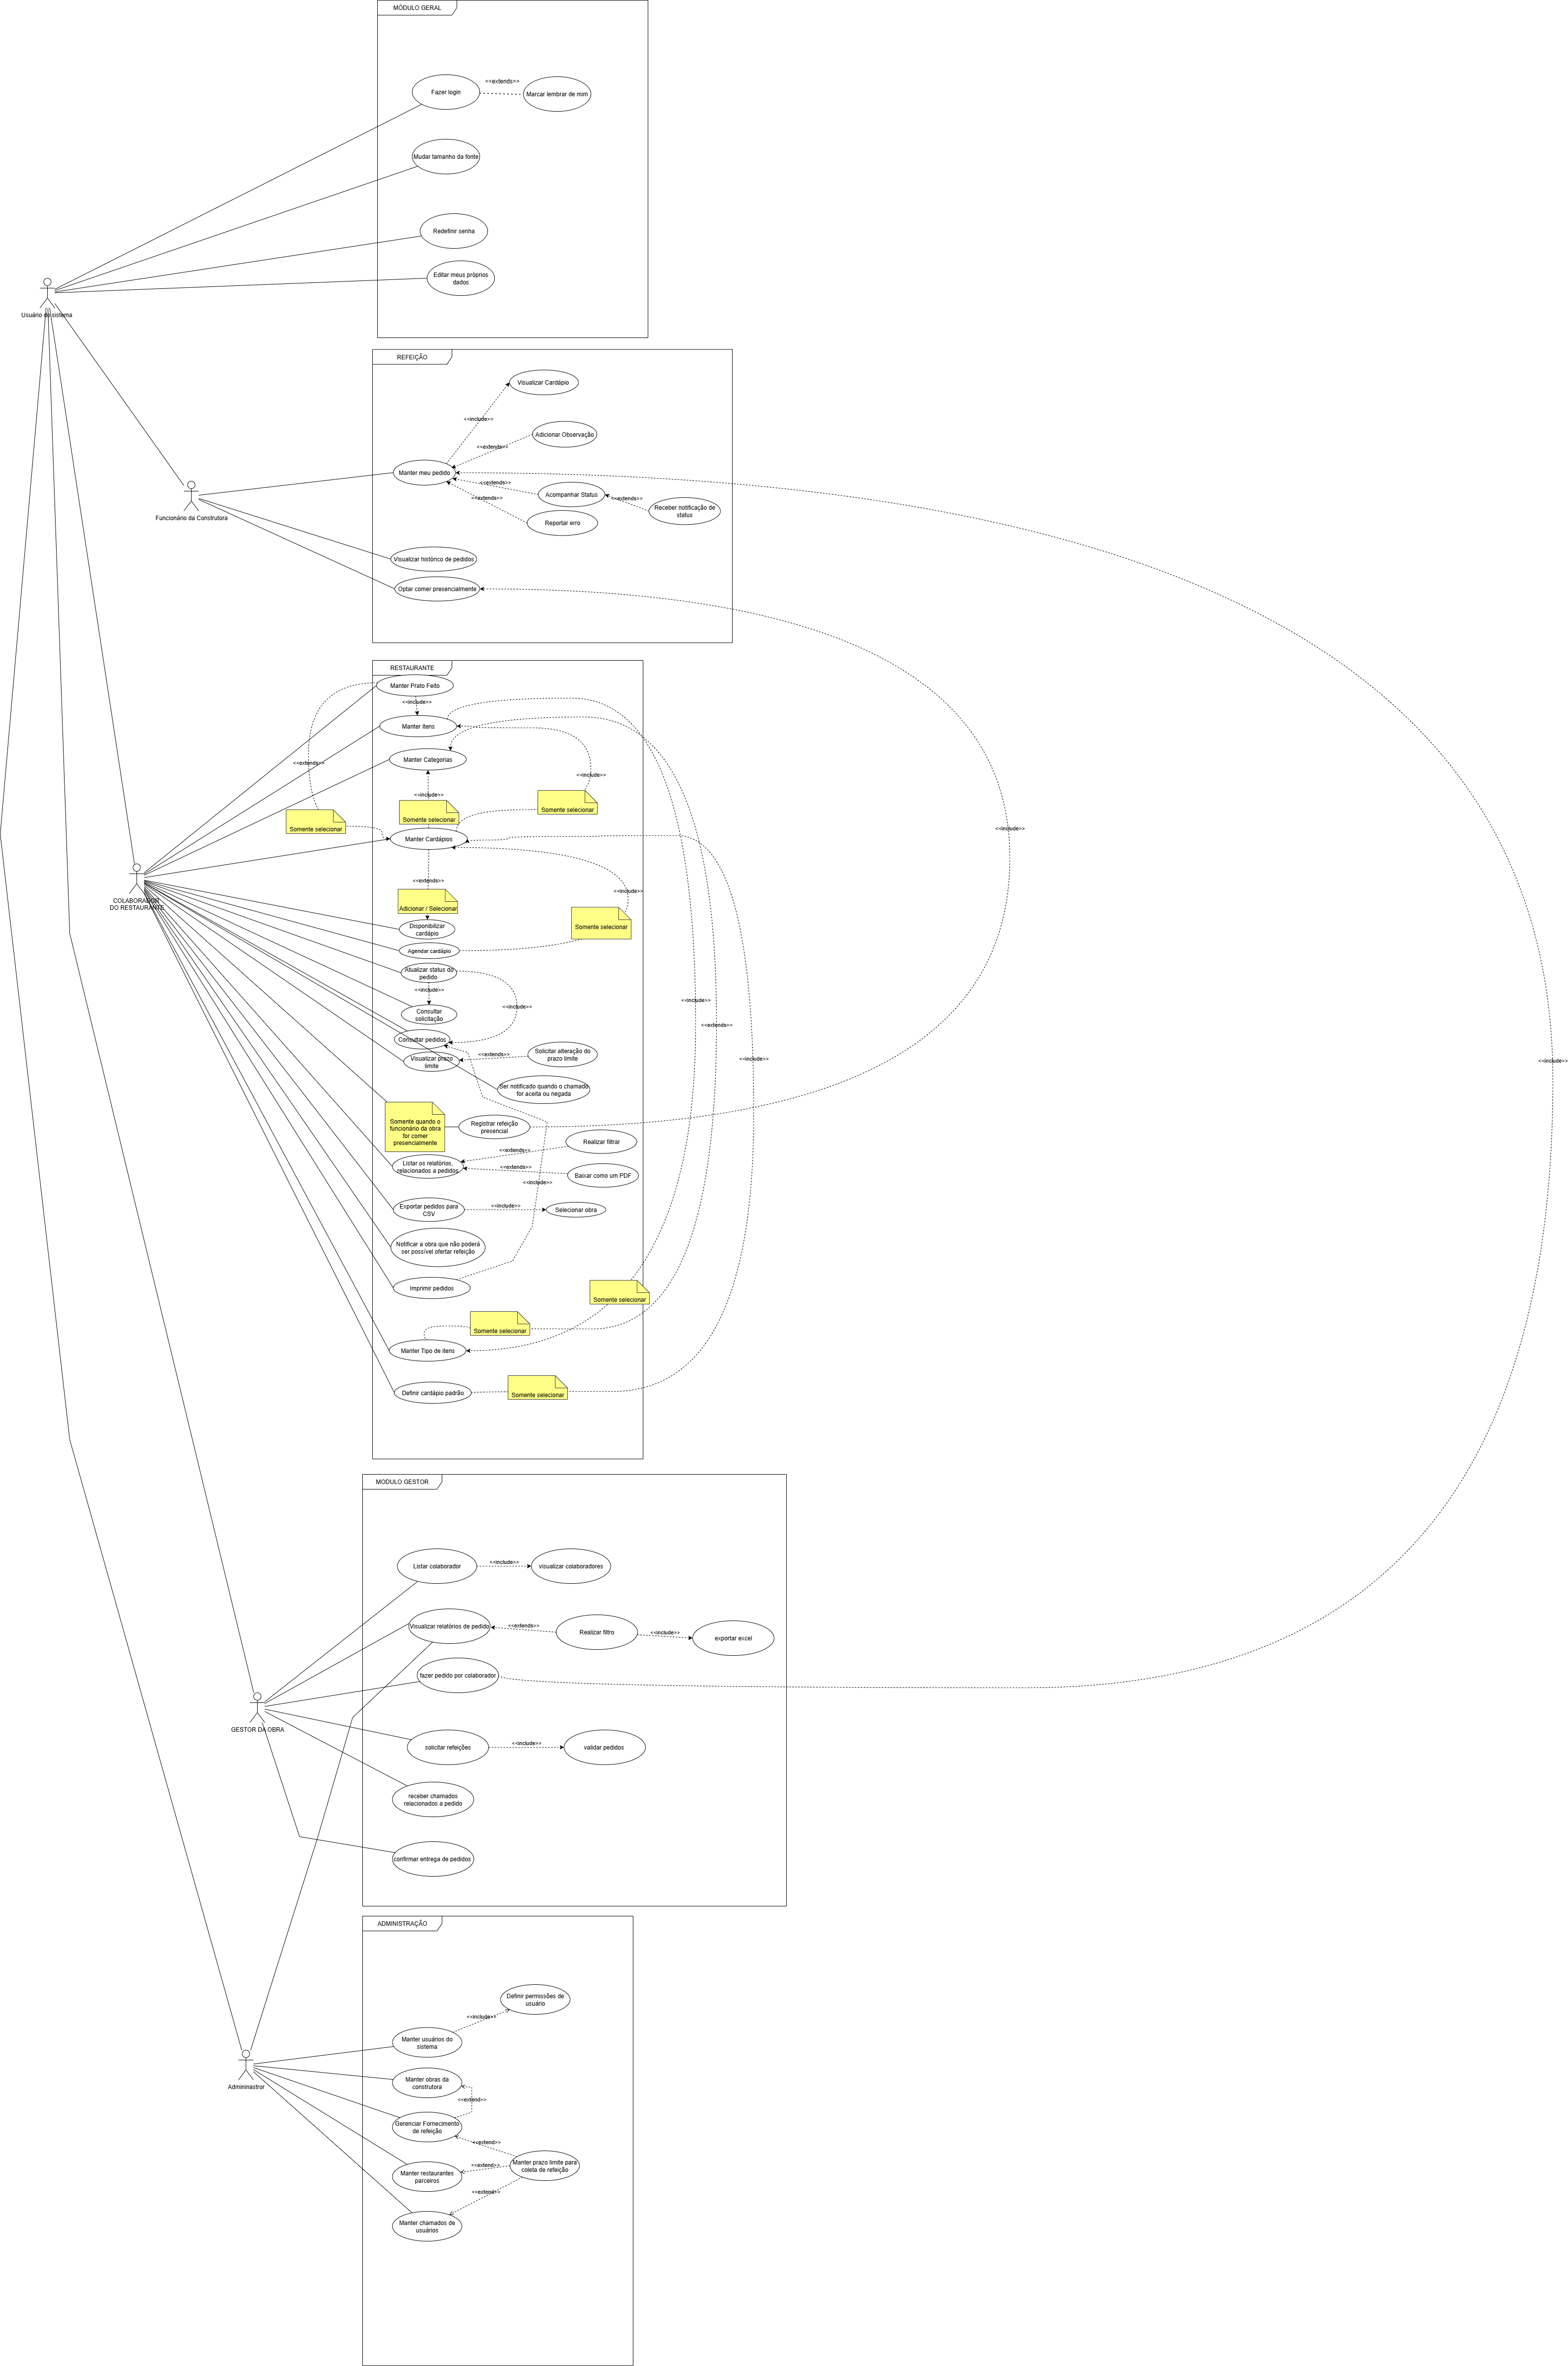 MÓDULO GERAL
Fazer login
<<extends>>
Marcar lembrar de mim
Mudar tamanho da fonte
Redefinir senha
Editar meus próprios
dados
Usuário do sistema
REFEIÇÃO
Visualizar Cardápio
<<include>>
Adicionar Observação
<<extends>>
Manter meu pedido
<<extends>>
Acompanhar Status
<<extends>>
<<extends>>
Receber notificação de
status
Reportar erro
Funcionário da Construtora
Visualizar histórico de pedidos
Optar comer presencialmente
RESTAURANTE
Manter Prato Feito
<<include>>
Manter itens
Manter Categorias
<<extends>>
<<include>>
<<include>>
Somente selecionar
Somente selecionar
Somente selecionar
Manter Cardápios
<<include>>
<<extends>>
<<include>>
COLABORADOR
DO RESTAURANTE
Adicionar / Selecionar
Somente selecionar
Disponibilizar
cardápio
Agendar cardápio
Atualizar status do
pedido
<<include>>
<<include>>
<<include>>
Consultar
solicitação
<<extends>>
Consultar pedidos
Visualizar prazo
limite
<<extends>>
Solicitar alteração do
prazo limite
<<include>>
<<include>>
Ser notificado quando o chamado
for aceita ou negada
Somente quando o
funcionário da obra
for comer
presencialmente
Registrar refeição
presencial
Realizar filtrar
<<extends>>
Listar os relatórios,
relacionados a pedidos
<<extends>>
Baixar como um PDF
<<include>>
Exportar pedidos para
CSV
<<include>>
Selecionar obra
Notificar a obra que não poderá
ser possível ofertar refeição
Imprimir pedidos
Somente selecionar
Somente selecionar
Manter Tipo de itens
Definir cardápio padrão
Somente selecionar
MODULO GESTOR
Listar colaborador
<<include>>
visualizar colaboradores
Visualizar relatórios de pedido
<<extends>>
Realizar filtro
<<include>>
exportar excel
fazer pedido por colaborador
GESTOR DA OBRA
solicitar refeições
<<include>>
validar pedidos
receber chamados
relacionados a pedido
confirmar entrega de pedidos
ADMINISTRAÇÃO
Definir permissões de
usuário
<<include>>
Manter usuários do
sistema
Admininastror
Manter obras da
construtora
<<extend>>
Gerenciar Fornecimento
de refeição
<<extend>>
Manter prazo limite para
coleta de refeição
<<extend>>
Manter restaurantes
parceiros
<<extend>>
Manter chamados de
usuários